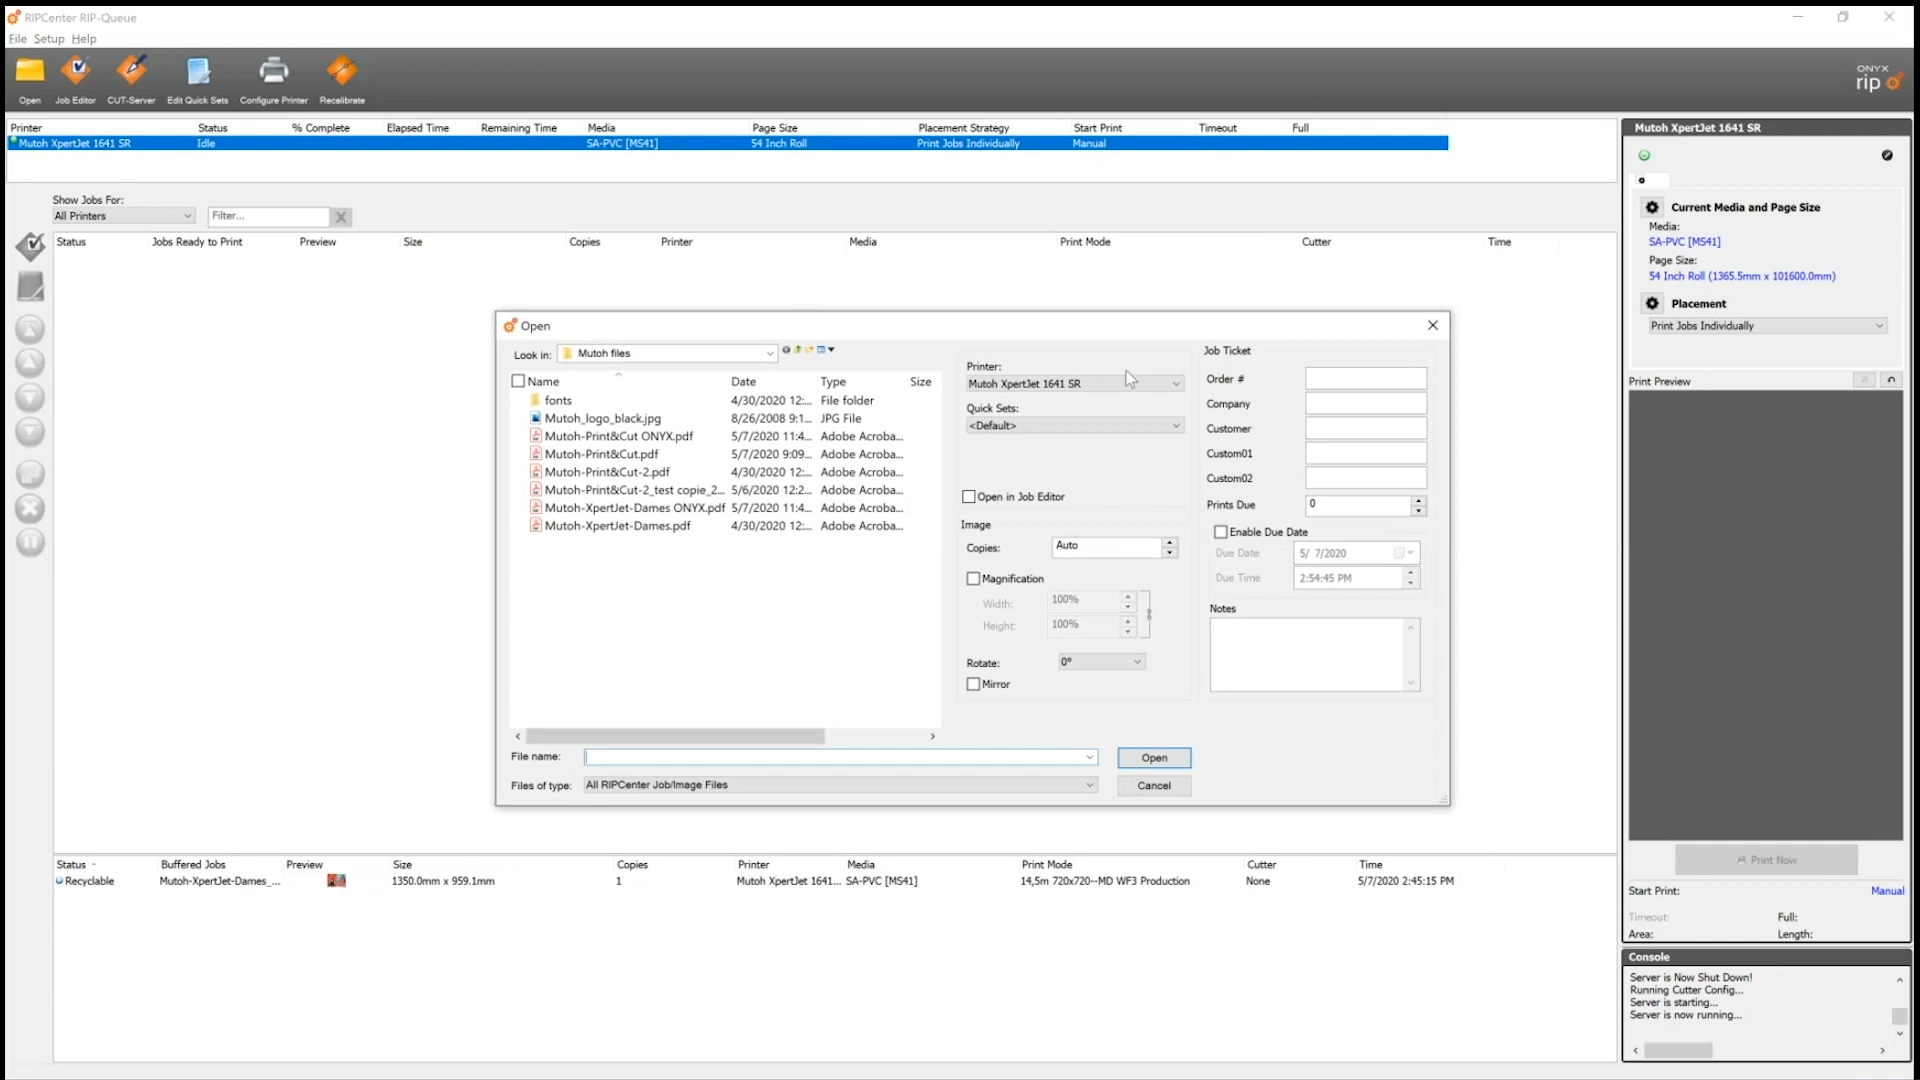 RIPCenter RIP-Queue
File Setup Help
Open Job Editor CUT-Server Edit Quick Sets Configure Printer Recalibrate
ONYX
rip
Printer Status % Complete Elapsed Time Remaining Time Media Page Size Placement Strategy Start Print Timeout Full
Mutoh XpertJet 1641 SR Idle SA-PVC [MS41] 54 Inch Roll Print Jobs Individually Manual
Show Jobs For:
All Printers Filter...
Status Jobs Ready to Print Preview Size Copies Printer Media Print Mode Cutter Time
Open
Look in: Mutoh files
Name Date Type Size
fonts 4/30/2020 12:... File folder
Mutoh_logo_black.jpg 8/26/2008 9:1... JPG File
Mutoh-Print&Cut ONYX.pdf 5/7/2020 11:4... Adobe Acroba...
Mutoh-Print&Cut.pdf 5/7/2020 9:09... Adobe Acroba...
Mutoh-Print&Cut-2.pdf 4/30/2020 12:... Adobe Acroba...
Mutoh-Print&Cut-2_test copie_2... 5/6/2020 12:2... Adobe Acroba...
Mutoh-XpertJet-Dames ONYX.pdf 5/7/2020 11:4... Adobe Acroba...
Mutoh-XpertJet-Dames.pdf 4/30/2020 12:... Adobe Acroba...
File name:
Files of type: All RIPCenter Job/Image Files
Open
Cancel
Printer:
Mutoh XpertJet 1641 SR
Quick Sets:
<Default>
Open in Job Editor
Image
Copies: Auto
Magnification
Width: 100%
Height: 100%
Rotate: 0°
Mirror
Job Ticket
Order #
Company
Customer
Custom01
Custom02
Prints Due 0
Enable Due Date
Due Date 5/ 7/2020
Due Time 2:54:45 PM
Notes
Status Buffered Jobs Preview Size Copies Printer Media Print Mode Cutter Time
Recyclable Mutoh-XpertJet-Dames_... 1350.0mm x 959.1mm 1 Mutoh XpertJet 1641... SA-PVC [MS41] 14,5m 720x720--MD WF3 Production None 5/7/2020 2:45:15 PM
Mutoh XpertJet 1641 SR
Current Media and Page Size
Media:
SA-PVC [MS41]
Page Size:
54 Inch Roll (1365.5mm x 101600.0mm)
Placement
Print Jobs Individually
Print Preview
Print Now
Start Print: Manual
Timeout: Full:
Area: Length:
Console
Server is Now Shut Down!
Running Cutter Config...
Server is starting...
Server is now running...